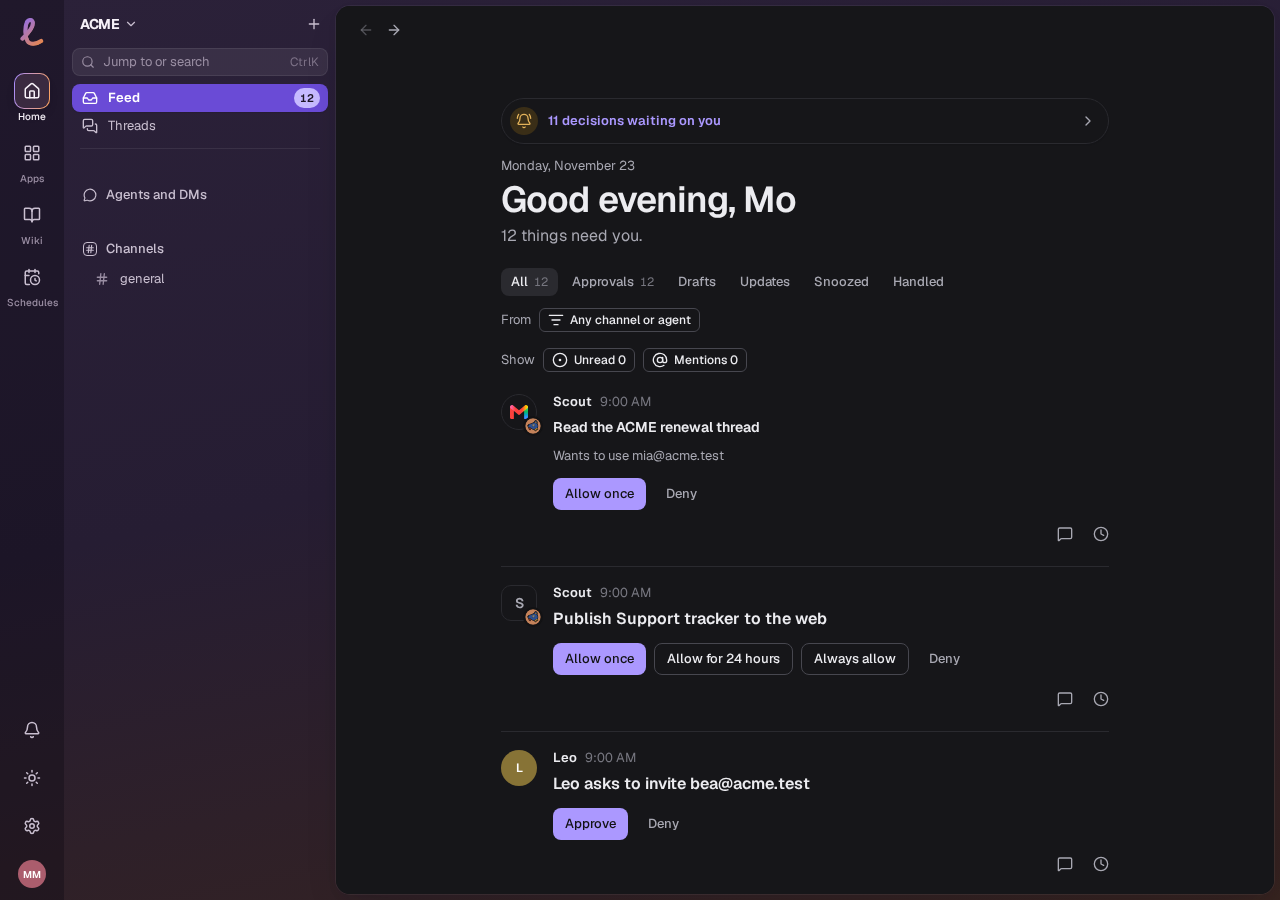 ACME
Jump to or search CtrlK
Feed 12
Threads
Agents and DMs
Channels
general
Home
Apps
Wiki
Schedules
MM
11 decisions waiting on you
Monday, November 23
Good evening, Mo
12 things need you.
All 12 Approvals 12 Drafts Updates Snoozed Handled
From Any channel or agent
Show Unread 0 Mentions 0
Scout 9:00 AM
Read the ACME renewal thread
Wants to use mia@acme.test
Allow once Deny
S
Scout 9:00 AM
Publish Support tracker to the web
Allow once Allow for 24 hours Always allow Deny
L
Leo 9:00 AM
Leo asks to invite bea@acme.test
Approve Deny